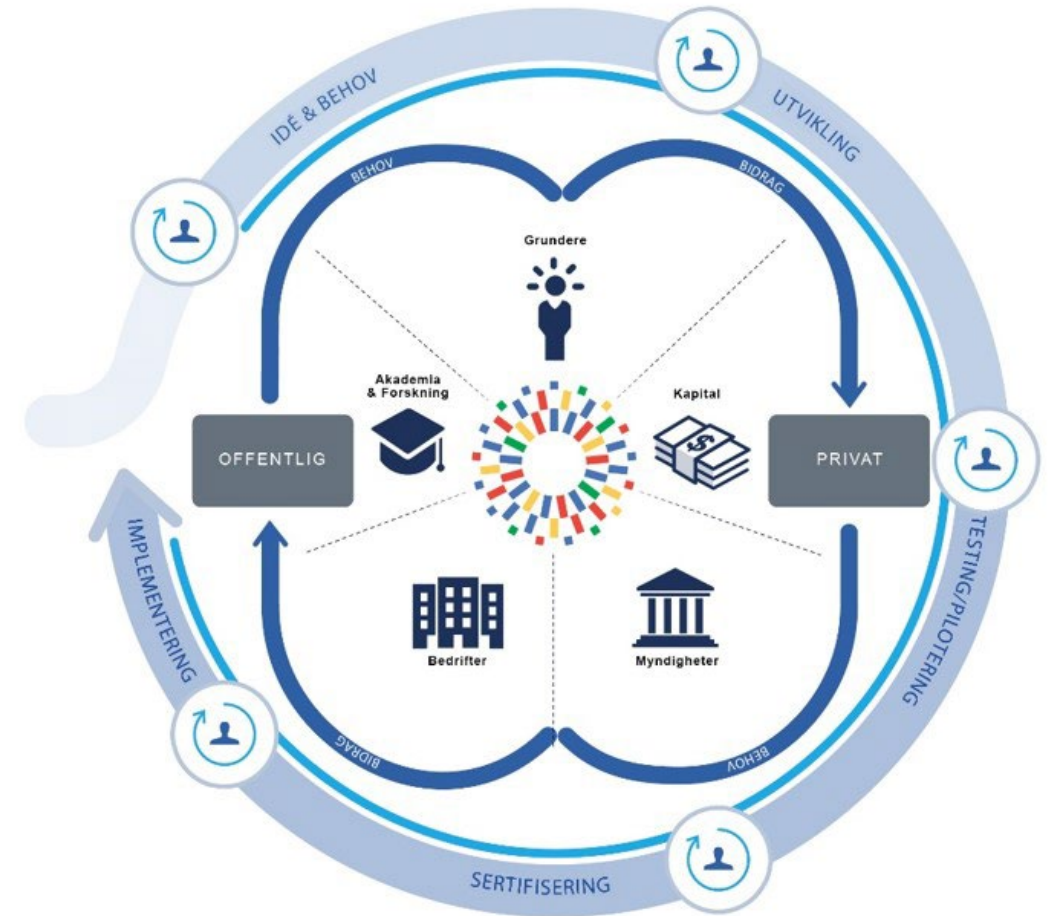 IDÉ & BEHOV
UTVIKLING
BEHOV
BIDRAG
Grundere
Akademia
& Forskning
Kapital
OFFENTLIG
PRIVAT
IMPLEMENTERING
TESTING/PILOTERING
Bedrifter
Myndigheter
BIDRAG
BEHOV
SERTIFISERING